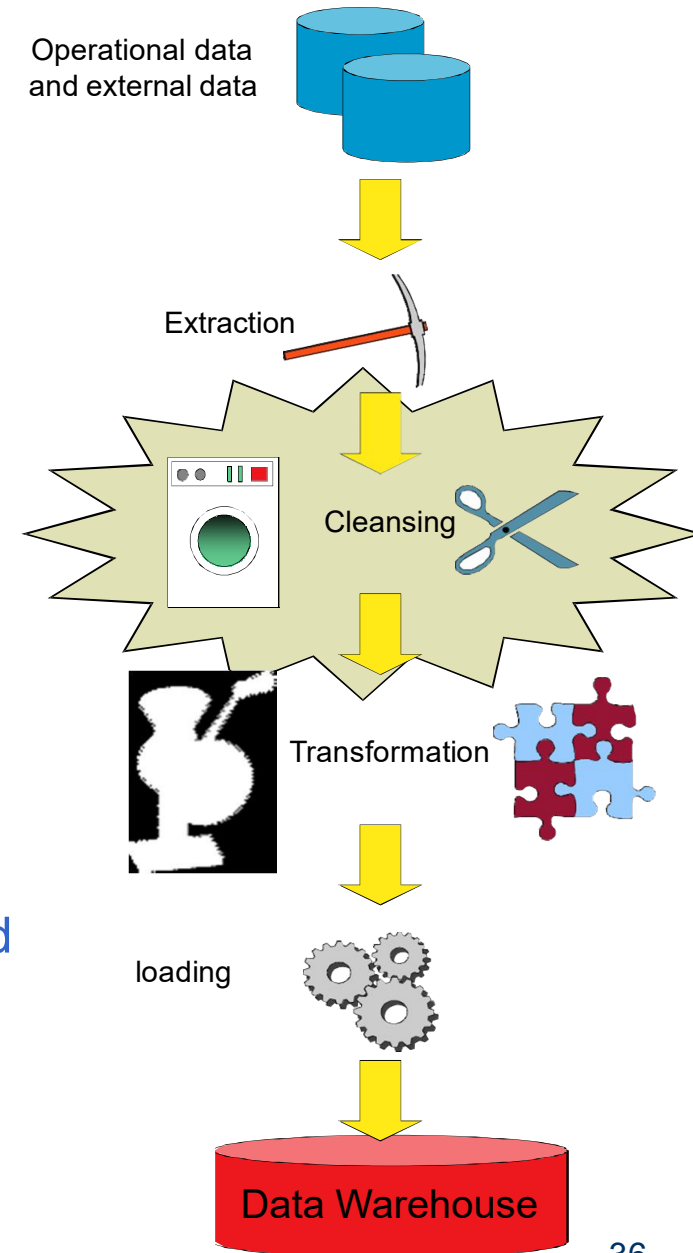 Operational data
and external data
Extraction
Cleansing
Transformation
loading
Data Warehouse